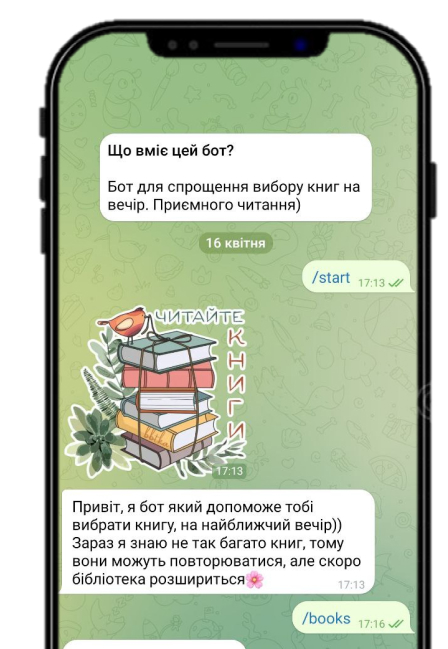 Що вміє цей бот?
Бот для спрощення вибору книг на
вечір. Приємного читання)
16 квітня
/start 17:13
ЧИТАЙТЕ
КНИГИ
17:13
Привіт, я бот який допоможе тобі
вибрати книгу, на найближчий вечір))
Зараз я знаю не так багато книг, тому
вони можуть повторюватися, але скоро
бібліотека розшириться🌸
17:13
/books 17:16